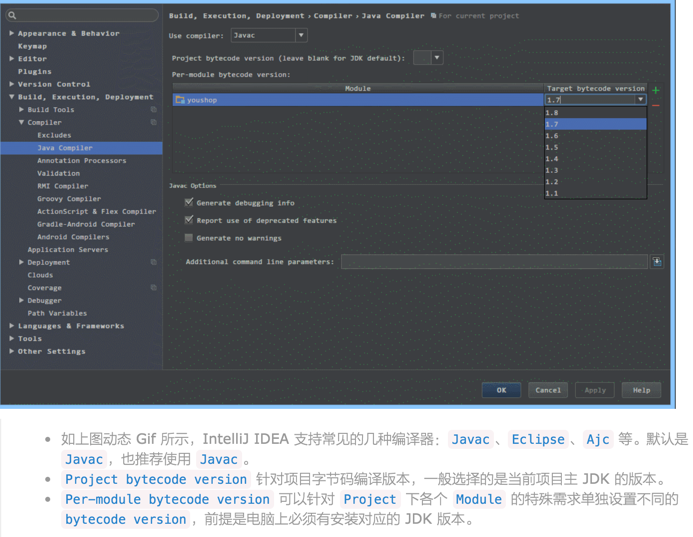 Build, Execution, Deployment › Compiler › Java Compiler For current project
Appearance & Behavior
Keymap
Editor
Plugins
Version Control
Build, Execution, Deployment
Build Tools
Compiler
Excludes
Java Compiler
Annotation Processors
Validation
RMI Compiler
Groovy Compiler
ActionScript & Flex Compiler
Gradle-Android Compiler
Android Compilers
Application Servers
Deployment
Clouds
Coverage
Debugger
Path Variables
Languages & Frameworks
Tools
Other Settings
Use compiler: Javac
Project bytecode version (leave blank for JDK default):
Per-module bytecode version:
Module Target bytecode version
youshop 1.7
1.8
1.7
1.6
1.5
1.4
1.3
1.2
1.1
Javac Options
Generate debugging info
Report use of deprecated features
Generate no warnings
Additional command line parameters:
OK Cancel Apply Help
如上图动态 Gif 所示，IntelliJ IDEA 支持常见的几种编译器：Javac、Eclipse、Ajc 等。默认是
Javac，也推荐使用 Javac。
Project bytecode version 针对项目字节码编译版本，一般选择的是当前项目主 JDK 的版本。
Per-module bytecode version 可以针对 Project 下各个 Module 的特殊需求单独设置不同的
bytecode version，前提是电脑上必须有安装对应的 JDK 版本。